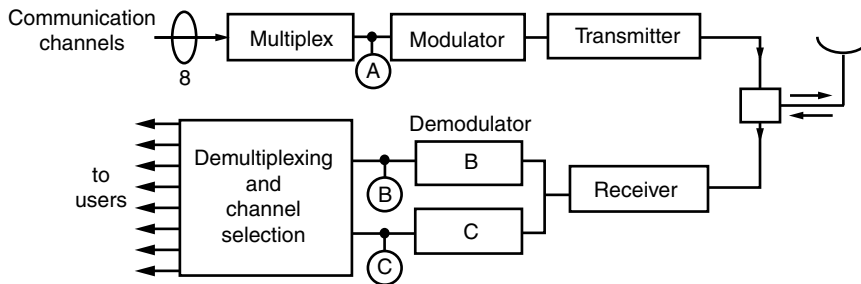 Communication
channels
8
Multiplex
A
Modulator
Transmitter
Demodulator
to
users
Demultiplexing
and
channel
selection
B
B
Receiver
C
C